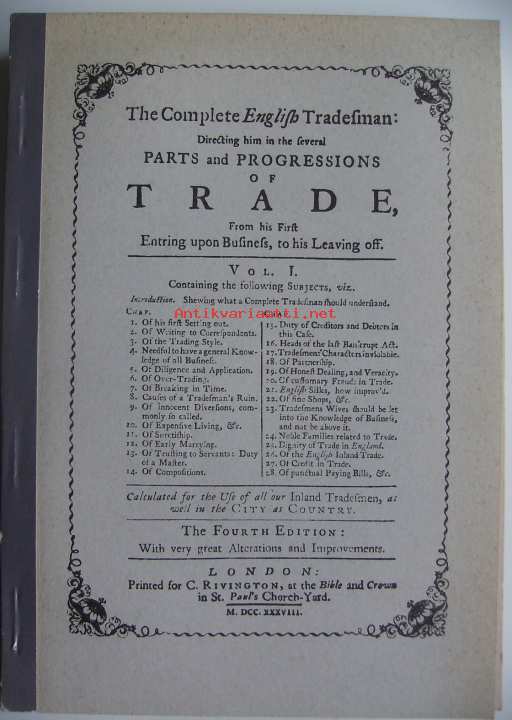 The Complete Engliſh Tradeſman:
Directing him in the ſeveral
PARTS and PROGRESSIONS
OF
TRADE,
From his Firſt
Entring upon Buſineſs, to his Leaving off.
VOL. I.
Containing the following SUBJECTS, viz.
Introduction. Shewing what a Complete Tradeſman ſhould underſtand.
CHAP.
1. Of his firſt Setting out.
2. Of Writing to Correſpondents.
3. Of the Trading Style.
4. Needful to have a general Know-
ledge of all Buſineſs.
5. Of Diligence and Application.
6. Of Over-Trading.
7. Of Breaking in Time.
8. Cauſes of a Tradeſman's Ruin.
9. Of Innocent Diverſions, com-
monly ſo called.
10. Of Expenſive Living, &c.
11. Of Suretiſhip.
12. Of Early Marrying.
13. Of Truſting to Servants: Duty
of a Maſter.
14. Of Compoſitions.
CHAP.
15. Duty of Creditors and Debtors in
this Caſe.
16. Heads of the laſt Bankrupt Act.
17. Tradeſmens Characters inviolable.
18. Of Partnerſhip.
19. Of Honeſt Dealing, and Veracity.
20. Of cuſtomary Frauds in Trade.
21. Engliſh Silks, how improv'd.
22. Of fine Shops, &c.
23. Tradeſmens Wives ſhould be let
into the Knowledge of Buſineſs,
and not be above it.
24. Noble Families related to Trade.
25. Dignity of Trade in England.
26. Of the Engliſh Inland Trade.
27. Of Credit in Trade.
28. Of punctual Paying Bills, &c.
Calculated for the Uſe of all our Inland Tradeſmen, as
well in the CITY as COUNTRY.
The FOURTH EDITION:
With very great Alterations and Improvements.
LONDON:
Printed for C. RIVINGTON, at the Bible and Crown
in St. Paul's Church-Yard.
M. DCC. XXXVIII.
Antikvariaatti.net